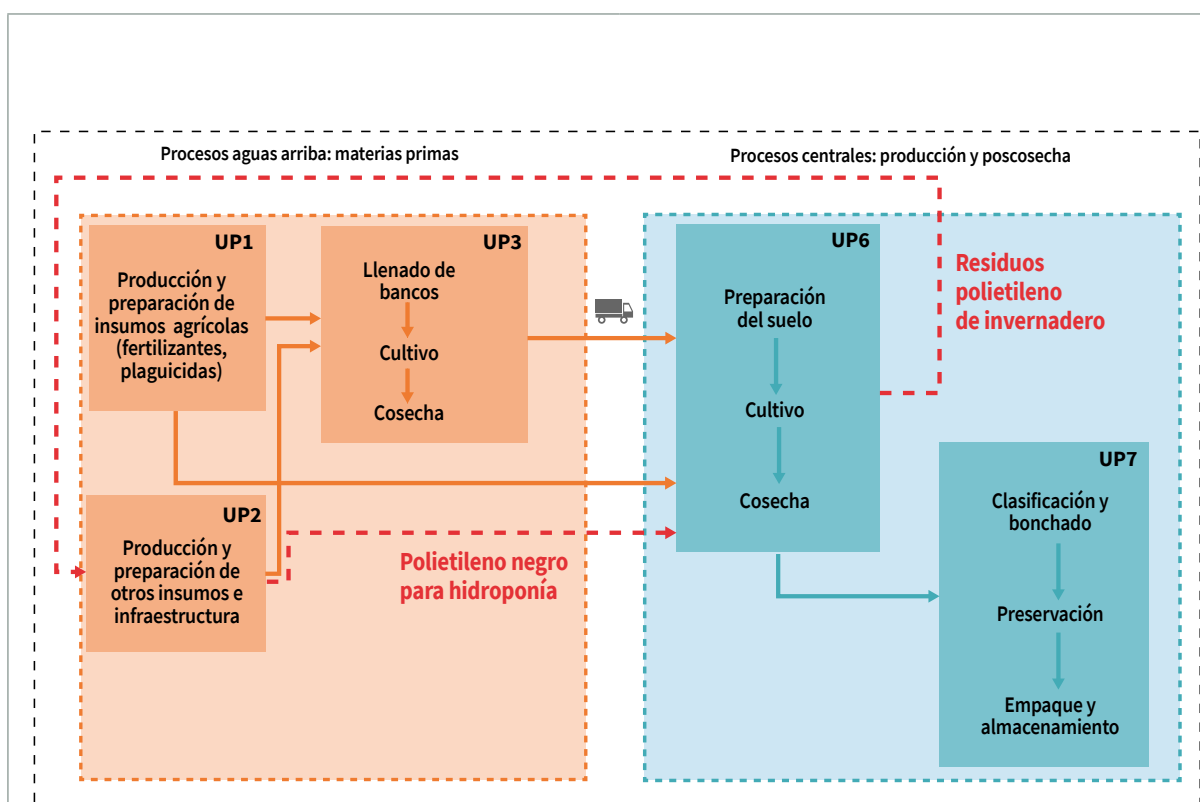 Procesos aguas arriba: materias primas
Procesos centrales: producción y poscosecha
UP1
Producción y
preparación de
insumos agrícolas
(fertilizantes,
plaguicidas)
UP3
Llenado de
bancos
Cultivo
Cosecha
UP2
Producción y
preparación de
otros insumos e
infraestructura
Polietileno negro
para hidroponía
UP6
Preparación
del suelo
Cultivo
Cosecha
Residuos
polietileno
de invernadero
UP7
Clasificación y
bonchado
Preservación
Empaque y
almacenamiento